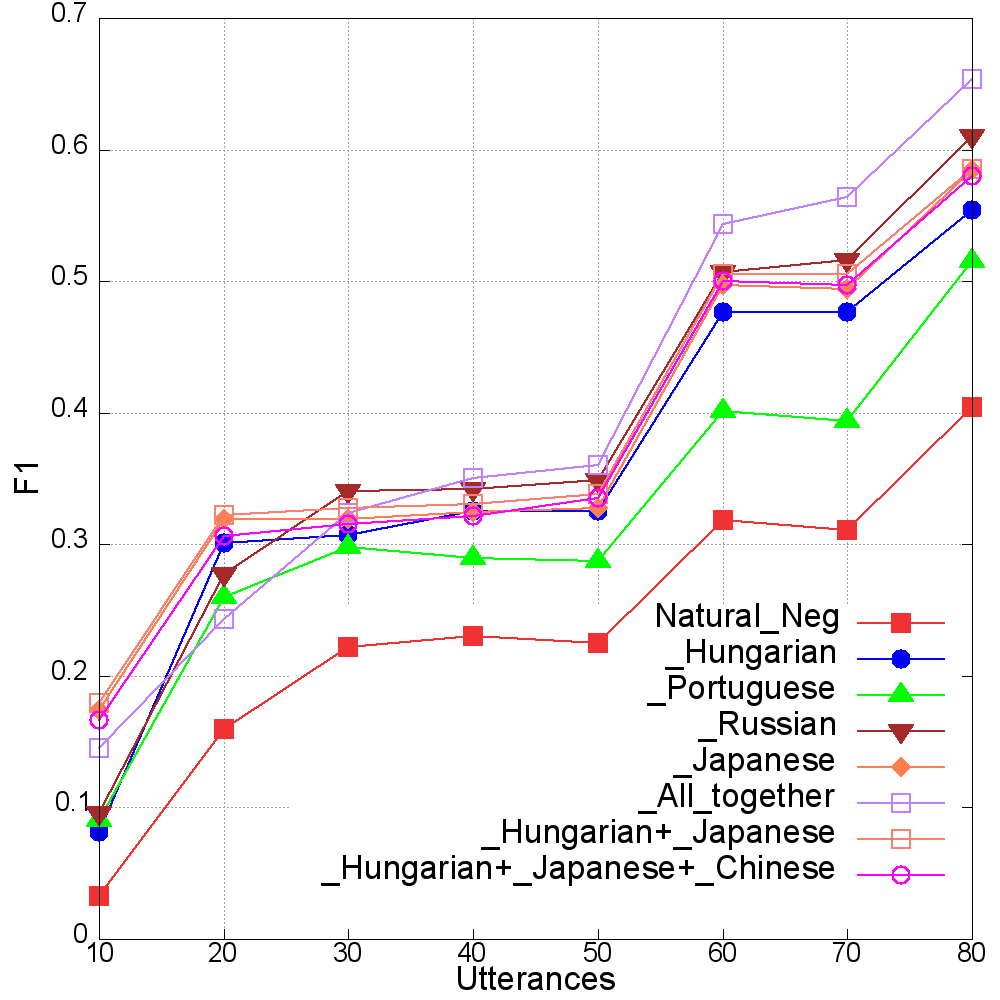 0.7
0.6
0.5
0.4
F1
0.3
0.2
0.1
0
10 20 30 40 50 60 70 80
Utterances
Natural_Neg
_Hungarian
_Portuguese
_Russian
_Japanese
_All_together
_Hungarian+_Japanese
_Hungarian+_Japanese+_Chinese